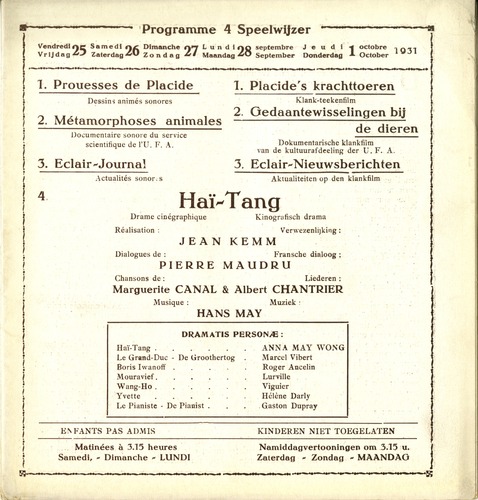 Programme 4 Speelwijzer
Vendredi Vrijdag 25 Samedi Zaterdag 26 Dimanche Zondag 27 Lundi Maandag 28 septembre September Jeudi Donderdag 1 octobre October 1931
1. Prouesses de Placide
Dessins animés sonores
2. Métamorphoses animales
Documentaire sonore du service
scientifique de l'U. F. A.
3. Eclair-Journal
Actualités sonores
1. Placide's krachttoeren
Klank-teekenfilm
2. Gedaantewisselingen bij
de dieren
Dokumentarische klankfilm
van de kultuurafdeeling der U. F. A.
3. Eclair-Nieuwsberichten
Aktualiteiten op den klankfilm
4. Haï-Tang
Drame cinégraphique Kinografisch drama
Réalisation : Verwezenlijking :
JEAN KEMM
Dialogues de : Fransche dialoog :
PIERRE MAUDRU
Chansons de : Liederen :
Marguerite CANAL & Albert CHANTRIER
Musique : Muziek :
HANS MAY
DRAMATIS PERSONÆ :
Haï-Tang . . . . . . ANNA MAY WONG
Le Grand-Duc - De Groothertog . Marcel Vibert
Boris Iwanoff . . . . . Roger Ancelin
Mouravief . . . . . . Lurville
Wang-Ho . . . . . . Viguier
Yvette . . . . . . Hélène Darly
Le Pianiste - De Pianist . . . Gaston Dupray
ENFANTS PAS ADMIS KINDEREN NIET TOEGELATEN
Matinées à 3.15 heures
Samedi, - Dimanche - LUNDI
Namiddagvertooningen om 3.15 u.
Zaterdag - Zondag - MAANDAG